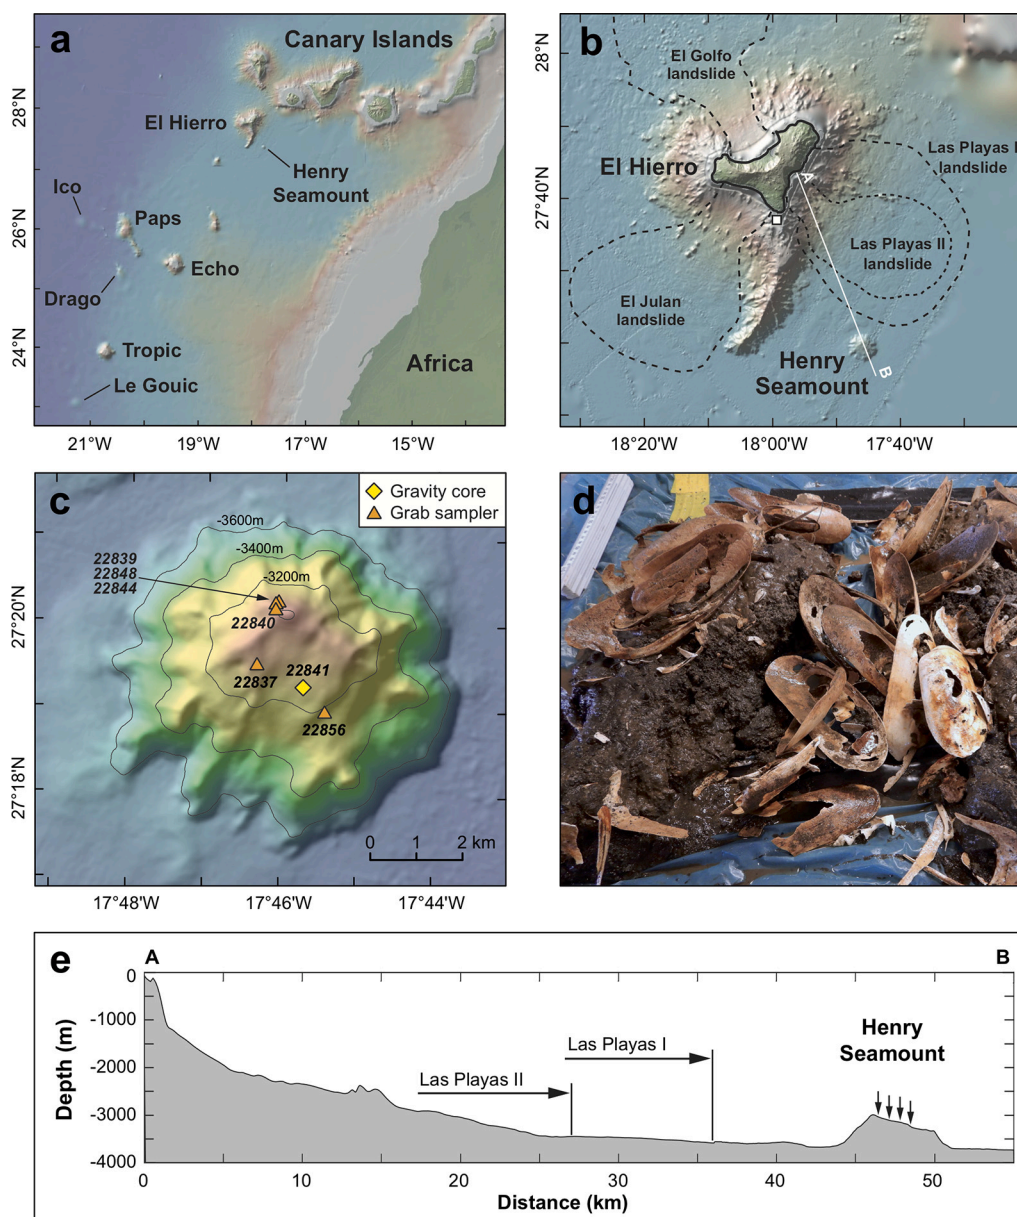 a
Canary Islands
28°N
El Hierro
Henry
Seamount
Ico
Paps
26°N
Echo
Drago
24°N
Tropic
Le Gouic
Africa
21°W
19°W
17°W
15°W
13°W
b
28°N
El Golfo
landslide
Las Playas I
landslide
El Hierro
A
27°40'N
Las Playas II
landslide
El Julan
landslide
Henry
Seamount
B
18°20'W
18°00'W
17°40'W
c
Gravity core
Grab sampler
-3600m
-3400m
-3200m
22839
22848
22844
22840
22841
22837
22856
27°20'N
27°18'N
0 1 2 km
17°48'W
17°46'W
17°44'W
d
e
A
B
0
-1000
-2000
-3000
-4000
Depth (m)
Las Playas II
Las Playas I
Henry
Seamount
0 10 20 30 40 50
Distance (km)